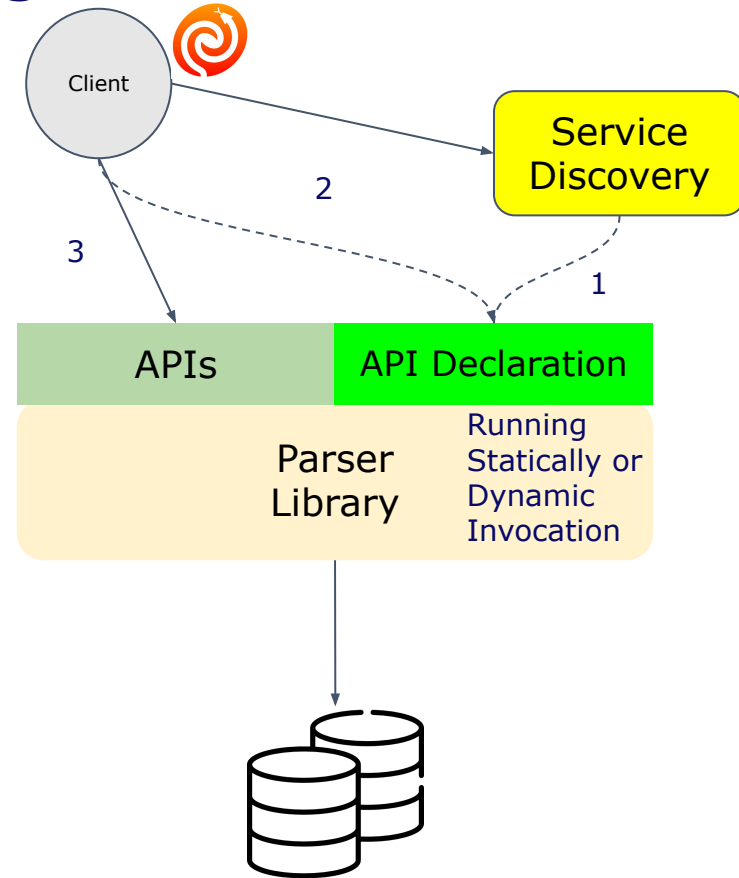 Client
Service
Discovery
2
3
1
APIs
API Declaration
Parser
Library
Running
Statically or
Dynamic
Invocation